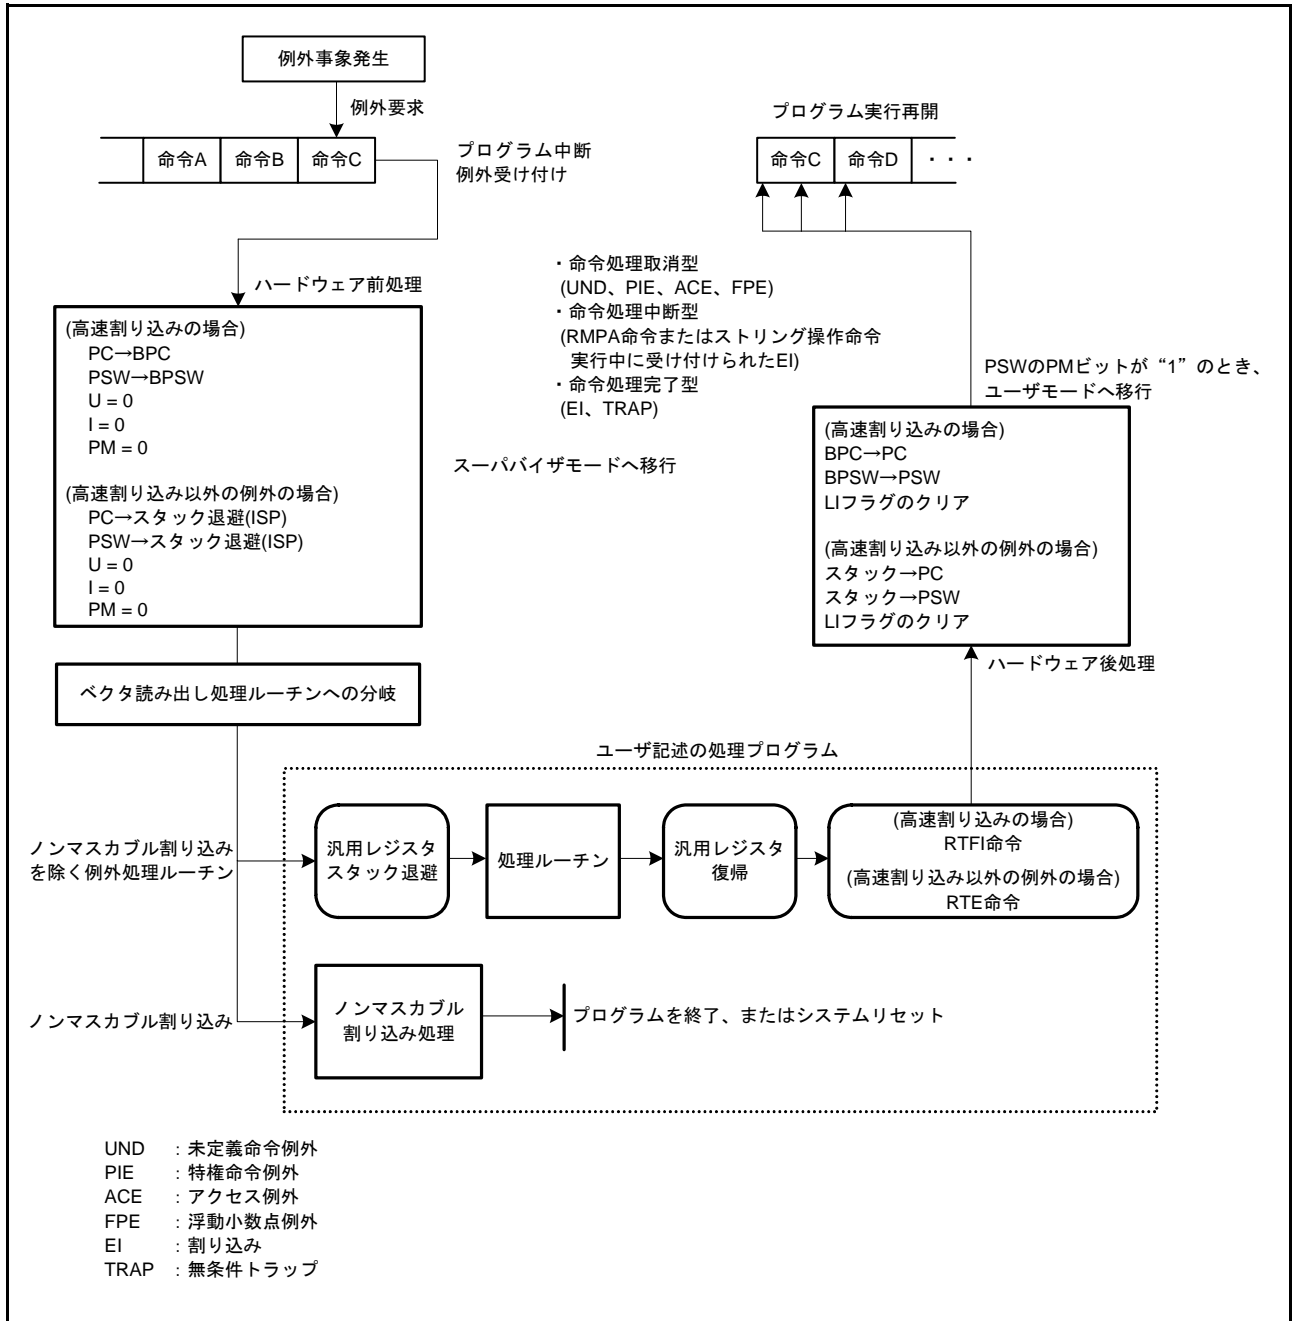 例外事象発生
例外要求
命令A 命令B 命令C
プログラム中断
例外受け付け
プログラム実行再開
命令C 命令D ・・・
ハードウェア前処理
(高速割り込みの場合)
PC→BPC
PSW→BPSW
U = 0
I = 0
PM = 0
(高速割り込み以外の例外の場合)
PC→スタック退避(ISP)
PSW→スタック退避(ISP)
U = 0
I = 0
PM = 0
・命令処理取消型
(UND、PIE、ACE、FPE)
・命令処理中断型
(RMPA命令またはストリング操作命令
実行中に受け付けられたEI)
・命令処理完了型
(EI、TRAP)
スーパバイザモードへ移行
PSWのPMビットが“1”のとき、
ユーザモードへ移行
(高速割り込みの場合)
BPC→PC
BPSW→PSW
LIフラグのクリア
(高速割り込み以外の例外の場合)
スタック→PC
スタック→PSW
LIフラグのクリア
ハードウェア後処理
ベクタ読み出し処理ルーチンへの分岐
ユーザ記述の処理プログラム
ノンマスカブル割り込み
を除く例外処理ルーチン
汎用レジスタ
スタック退避
処理ルーチン
汎用レジスタ
復帰
(高速割り込みの場合)
RTFI命令
(高速割り込み以外の例外の場合)
RTE命令
ノンマスカブル割り込み
ノンマスカブル
割り込み処理
プログラムを終了、またはシステムリセット
UND :未定義命令例外
PIE :特権命令例外
ACE :アクセス例外
FPE :浮動小数点例外
EI :割り込み
TRAP :無条件トラップ